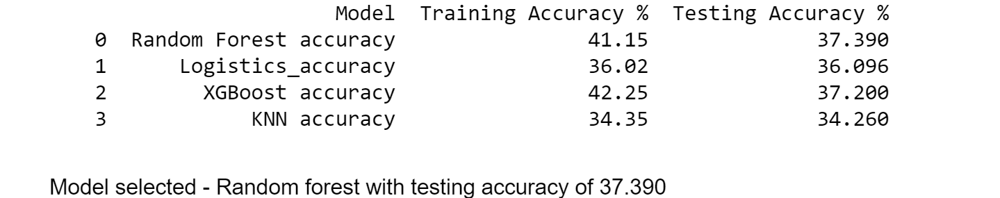 Model Training Accuracy % Testing Accuracy %
0 Random Forest accuracy 41.15 37.390
1 Logistics_accuracy 36.02 36.096
2 XGBoost accuracy 42.25 37.200
3 KNN accuracy 34.35 34.260
Model selected - Random forest with testing accuracy of 37.390